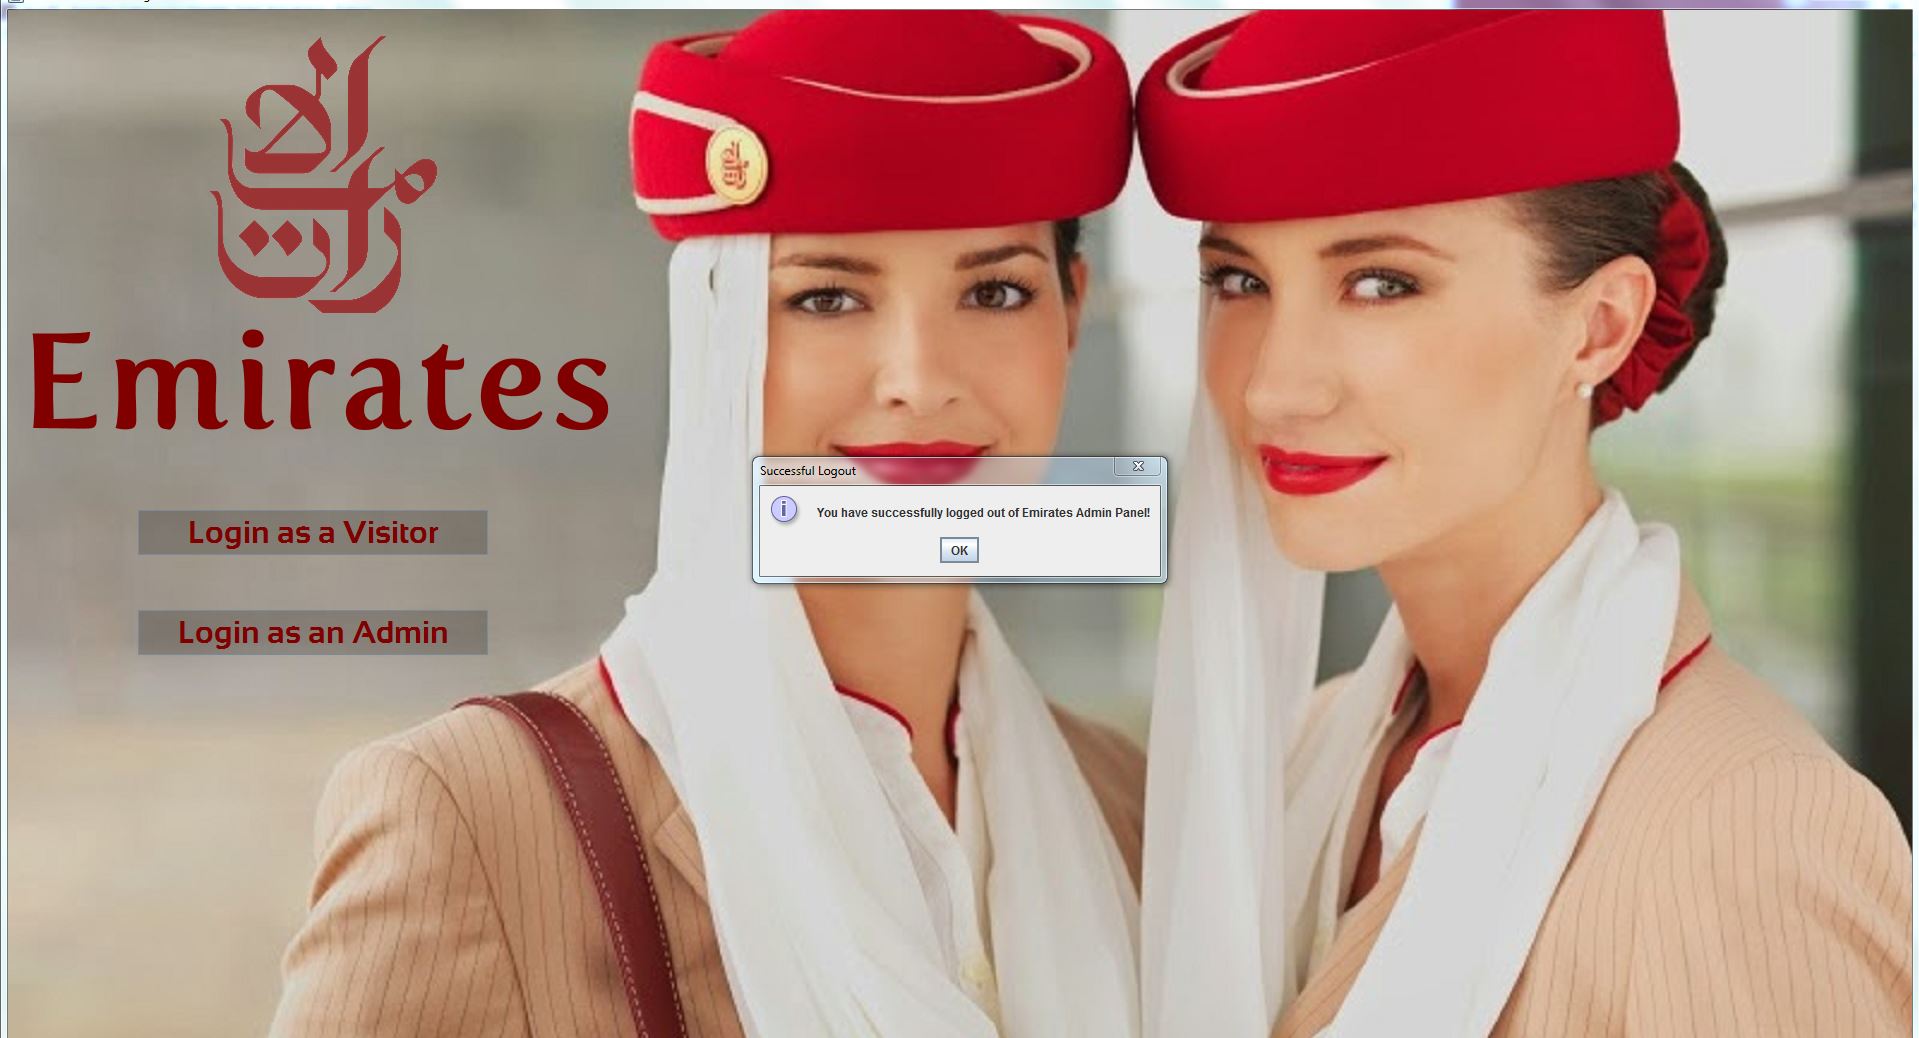 امارات
Emirates
Login as a Visitor
Login as an Admin
Successful Logout
You have successfully logged out of Emirates Admin Panel!
OK